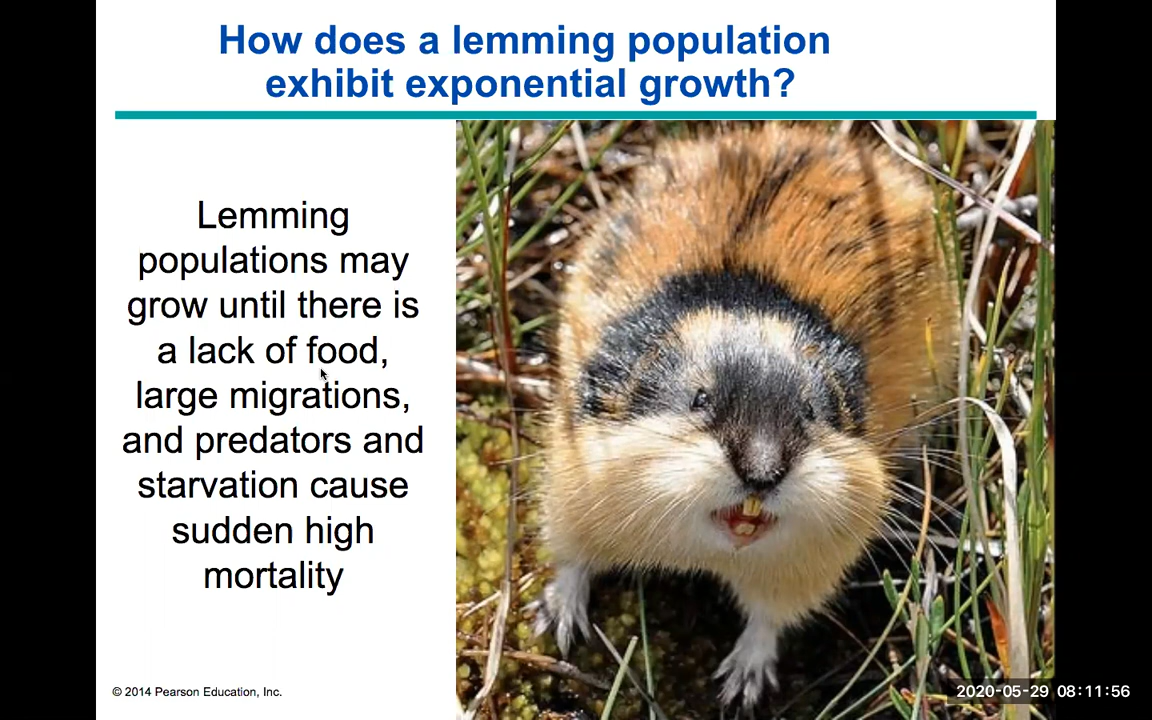 How does a lemming population
exhibit exponential growth?
Lemming
populations may
grow until there is
a lack of food,
large migrations,
and predators and
starvation cause
sudden high
mortality
© 2014 Pearson Education, Inc.
2020-05-29 08:11:56